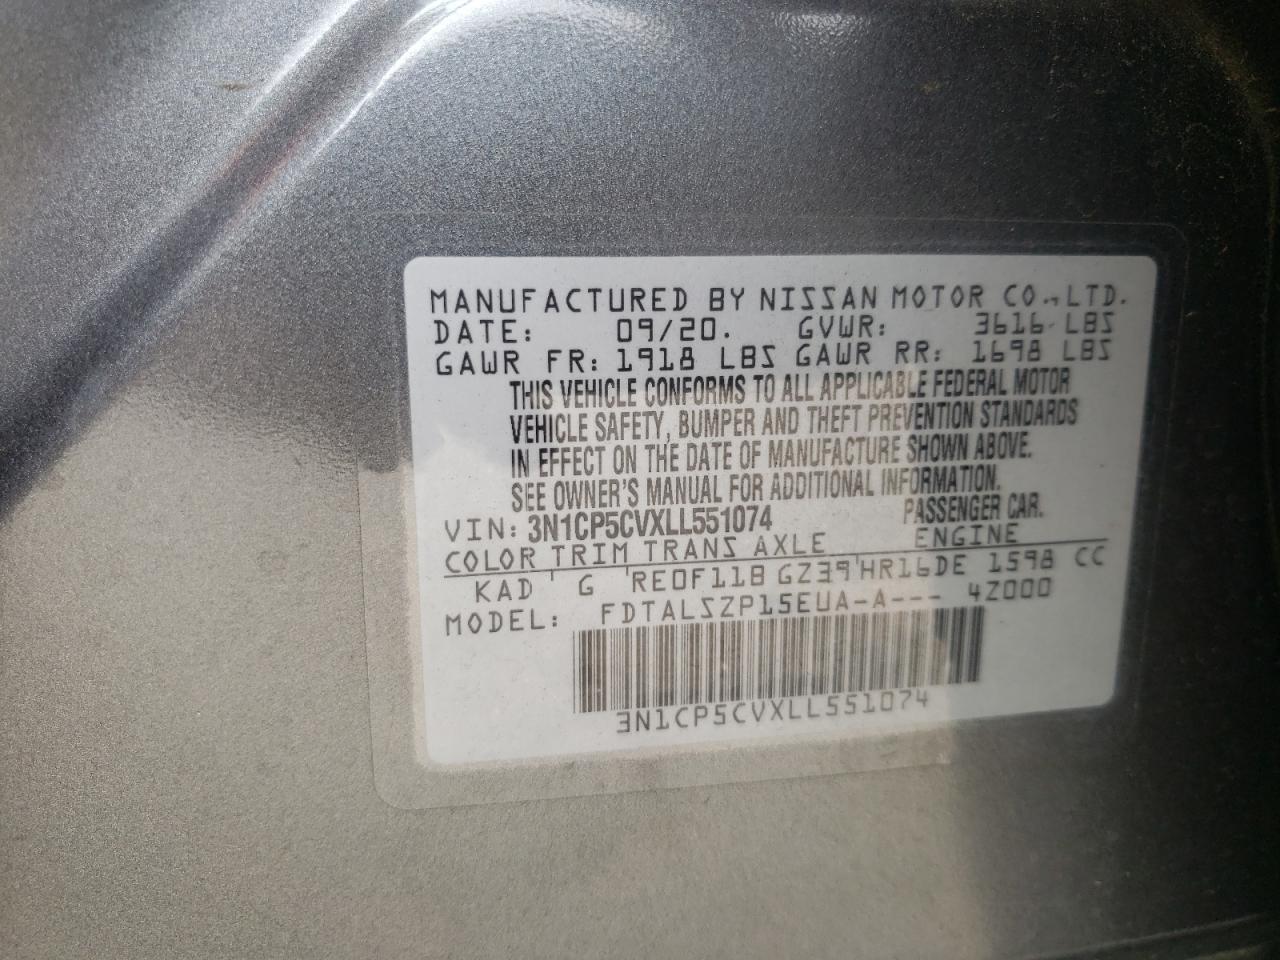 MANUFACTURED BY NISSAN MOTOR CO., LTD.
DATE: 09/20. GVWR: 3616 LBS
GAWR FR: 1918 LBS GAWR RR: 1698 LBS
THIS VEHICLE CONFORMS TO ALL APPLICABLE FEDERAL MOTOR
VEHICLE SAFETY, BUMPER AND THEFT PREVENTION STANDARDS
IN EFFECT ON THE DATE OF MANUFACTURE SHOWN ABOVE.
SEE OWNER'S MANUAL FOR ADDITIONAL INFORMATION.
VIN: 3N1CP5CVXLL551074 PASSENGER CAR.
COLOR TRIM TRANS AXLE ENGINE
KAD ' G 'RE0F11B GZ39'HR16DE 1598 CC
MODEL: FDTALSZP15EUA-A--- 4Z000
3N1CP5CVXLL551074